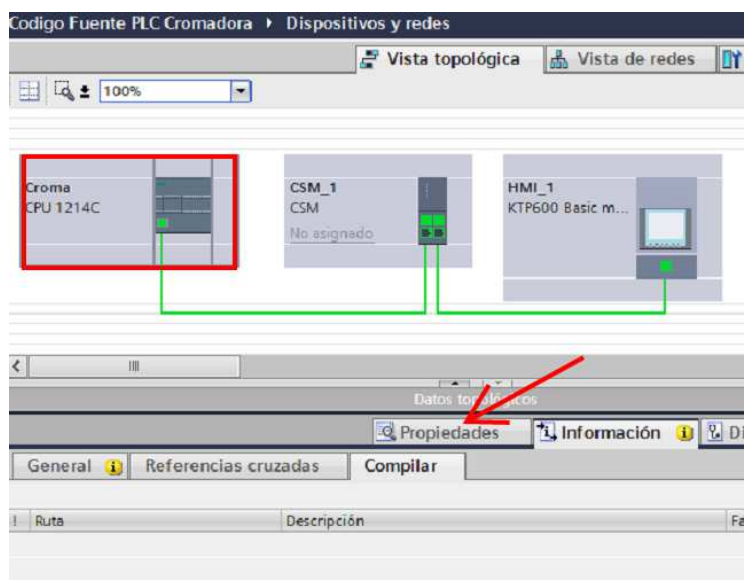 Codigo Fuente PLC Cromadora ▸ Dispositivos y redes
Vista topológica Vista de redes
100%
Croma
CPU 1214C
CSM_1
CSM
No asignado
HMI_1
KTP600 Basic m...
Datos topológicos
Propiedades Información
General Referencias cruzadas Compilar
! Ruta Descripción